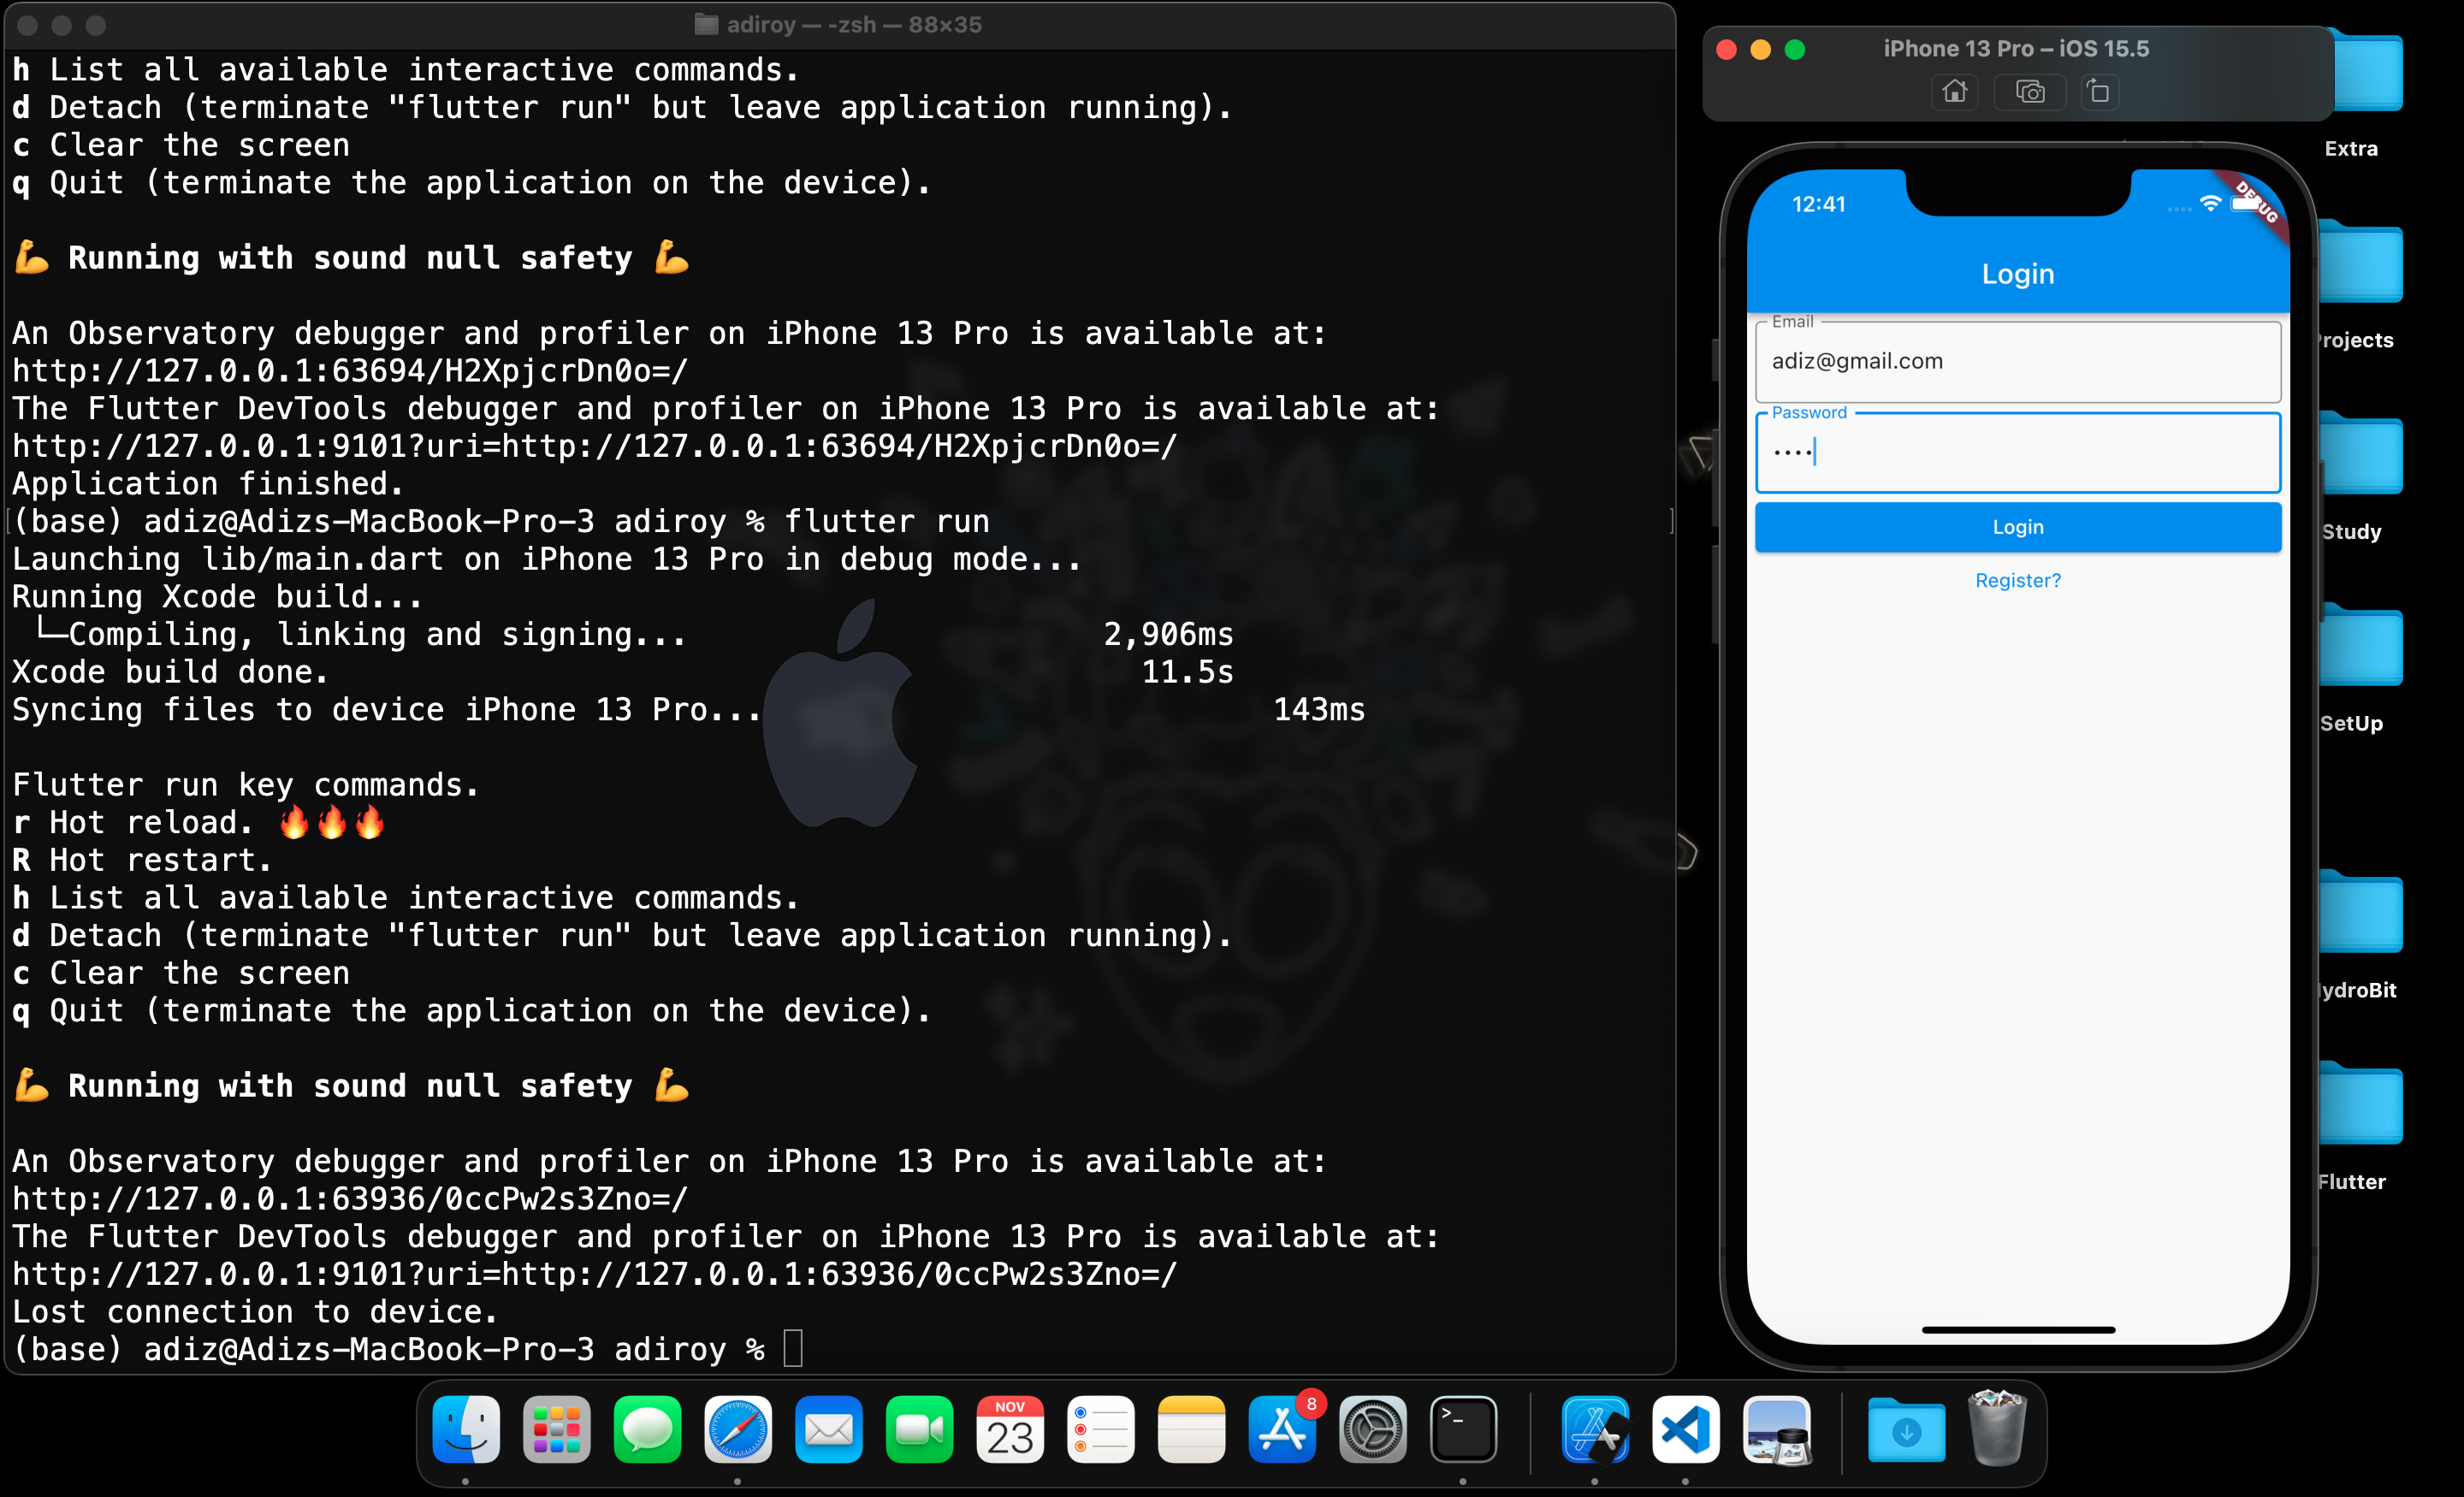 adiroy — -zsh — 88×35
h List all available interactive commands.
d Detach (terminate "flutter run" but leave application running).
c Clear the screen
q Quit (terminate the application on the device).
💪 Running with sound null safety 💪
An Observatory debugger and profiler on iPhone 13 Pro is available at:
http://127.0.0.1:63694/H2XpjcrDn0o=/
The Flutter DevTools debugger and profiler on iPhone 13 Pro is available at:
http://127.0.0.1:9101?uri=http://127.0.0.1:63694/H2XpjcrDn0o=/
Application finished.
[(base) adiz@Adizs-MacBook-Pro-3 adiroy % flutter run ]
Launching lib/main.dart on iPhone 13 Pro in debug mode...
Running Xcode build...
└─Compiling, linking and signing... 2,906ms
Xcode build done. 11.5s
Syncing files to device iPhone 13 Pro... 143ms
Flutter run key commands.
r Hot reload. 🔥🔥🔥
R Hot restart.
h List all available interactive commands.
d Detach (terminate "flutter run" but leave application running).
c Clear the screen
q Quit (terminate the application on the device).
💪 Running with sound null safety 💪
An Observatory debugger and profiler on iPhone 13 Pro is available at:
http://127.0.0.1:63936/0ccPw2s3Zno=/
The Flutter DevTools debugger and profiler on iPhone 13 Pro is available at:
http://127.0.0.1:9101?uri=http://127.0.0.1:63936/0ccPw2s3Zno=/
Lost connection to device.
(base) adiz@Adizs-MacBook-Pro-3 adiroy %
iPhone 13 Pro – iOS 15.5
12:41
DEBUG
Login
Email
adiz@gmail.com
Password
••••
Login
Register?
Extra
Projects
Study
SetUp
ydroBit
Flutter
NOV
23
8
>_